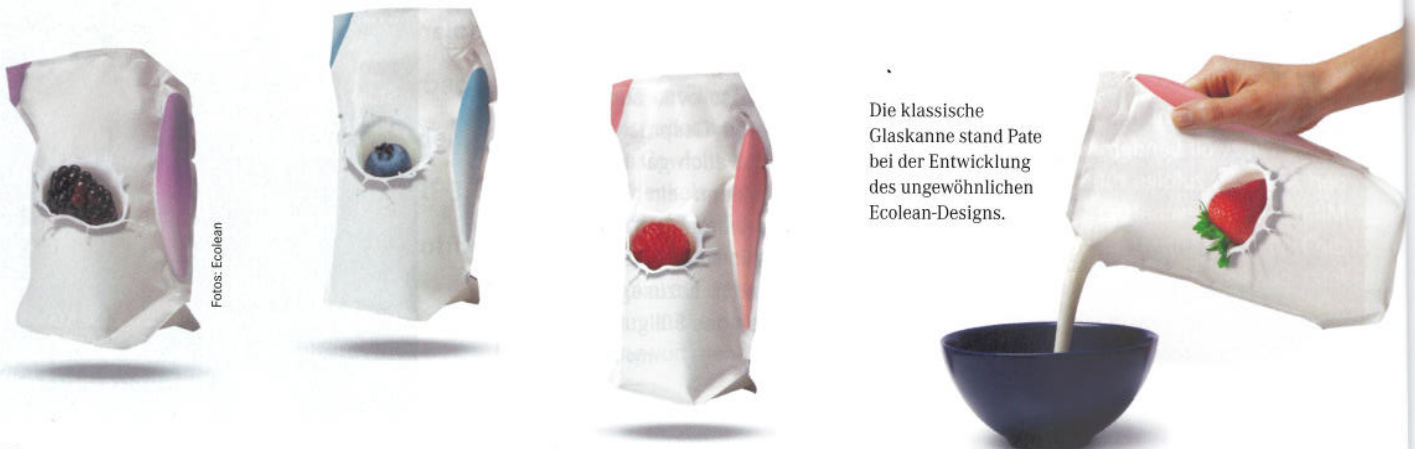 Fotos: Ecolean
Die klassische
Glaskanne stand Pate
bei der Entwicklung
des ungewöhnlichen
Ecolean-Designs.